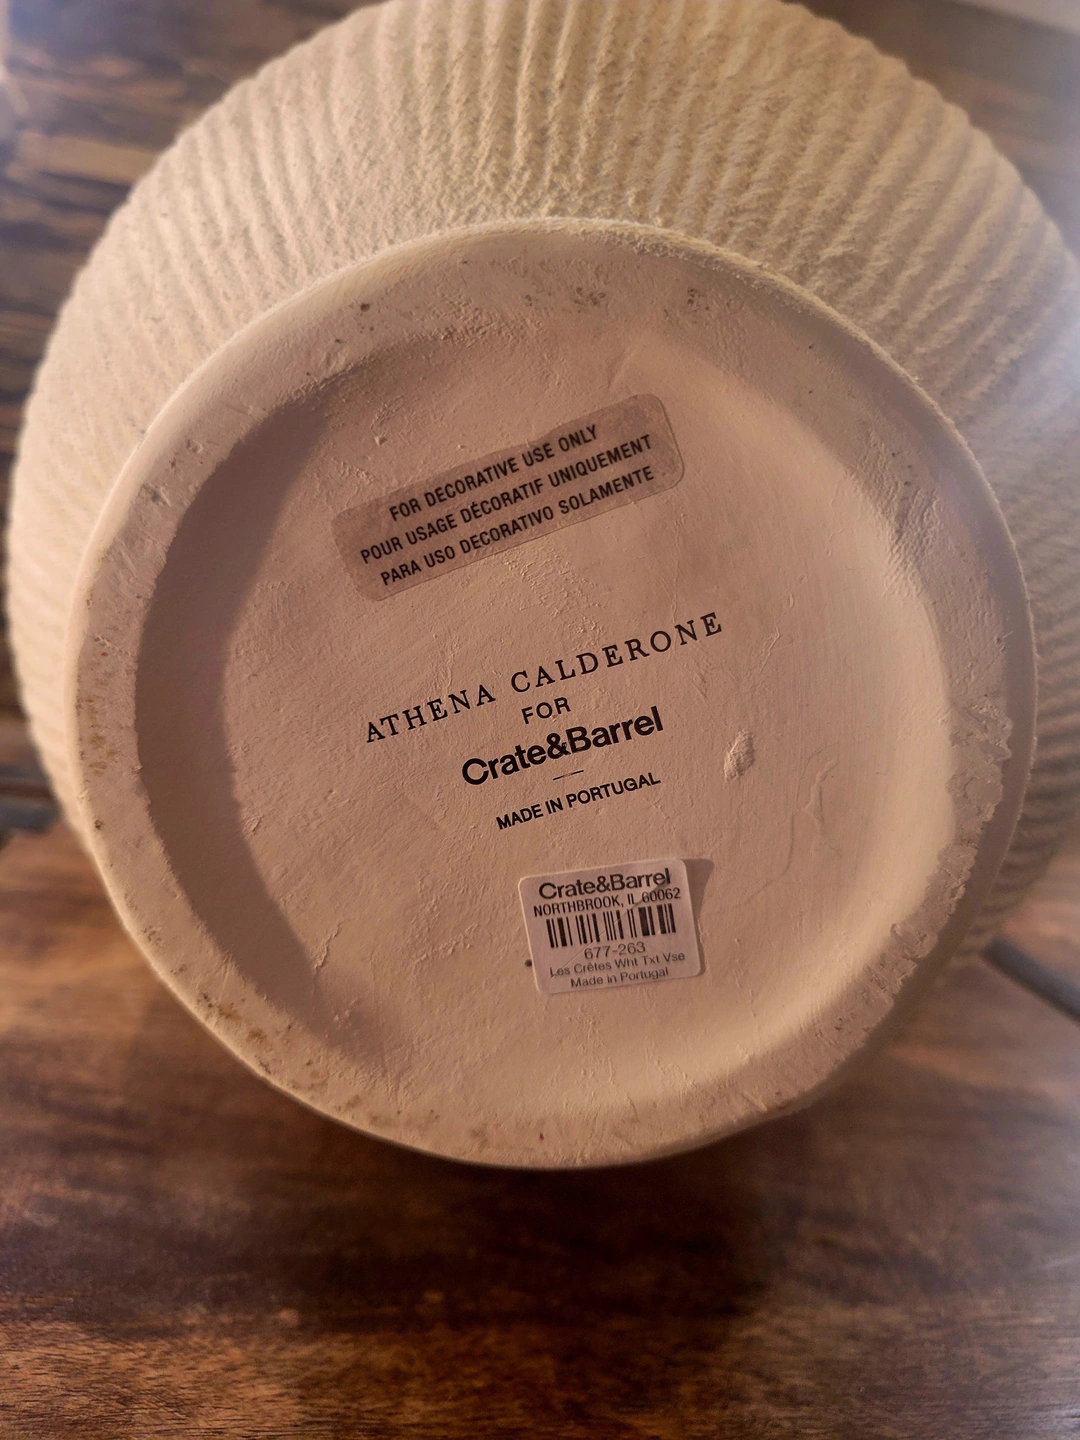 FOR DECORATIVE USE ONLY
POUR USAGE DÉCORATIF UNIQUEMENT
PARA USO DECORATIVO SOLAMENTE
ATHENA CALDERONE
FOR
Crate&Barrel
MADE IN PORTUGAL
Crate&Barrel
NORTHBROOK, IL 60062
677-263
Les Crêtes Wht Txt Vse
Made in Portugal